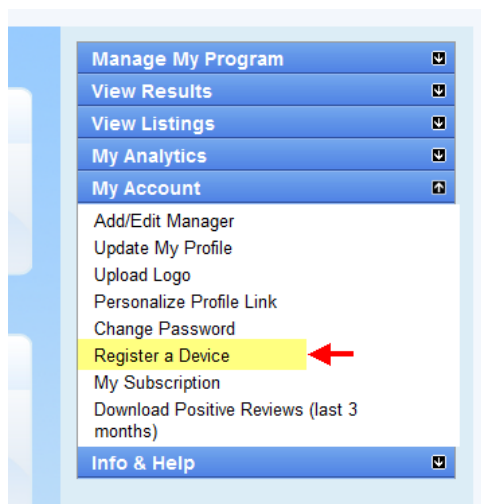 Manage My Program
View Results
View Listings
My Analytics
My Account
Add/Edit Manager
Update My Profile
Upload Logo
Personalize Profile Link
Change Password
Register a Device
My Subscription
Download Positive Reviews (last 3
months)
Info & Help